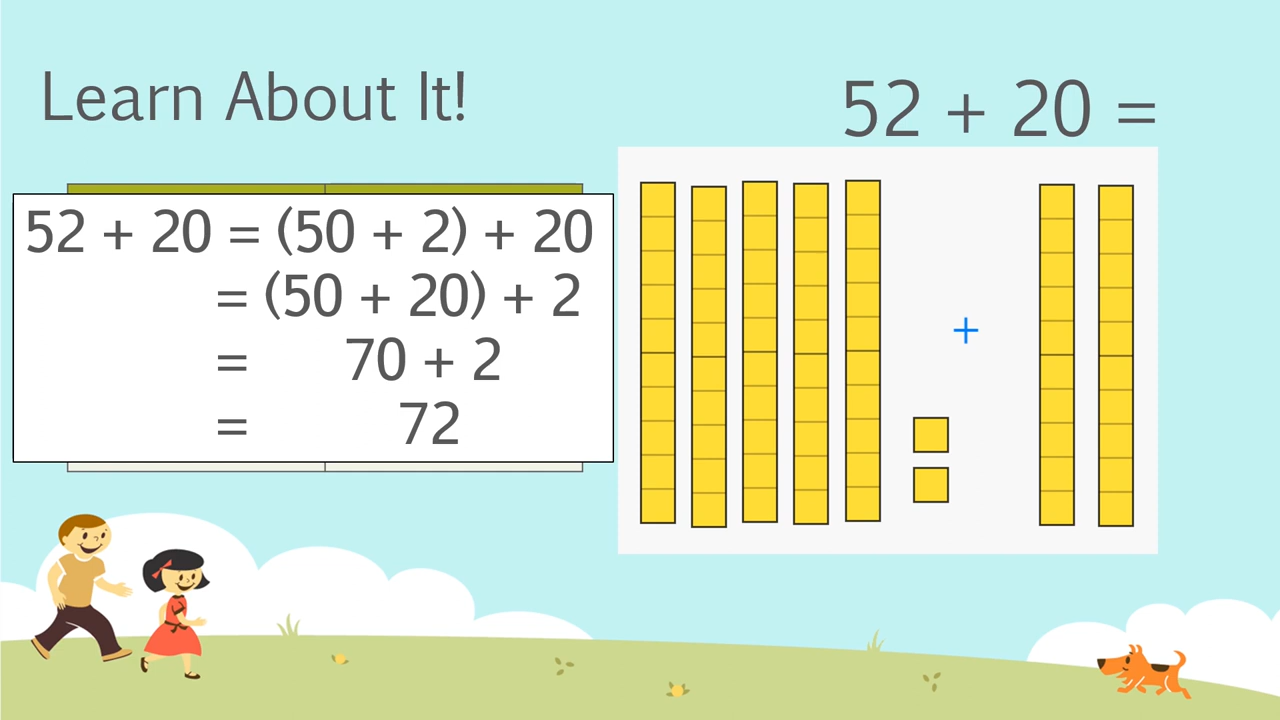 Learn About It!
52 + 20 =
52 + 20 = (50 + 2) + 20
= (50 + 20) + 2
= 70 + 2
= 72
+